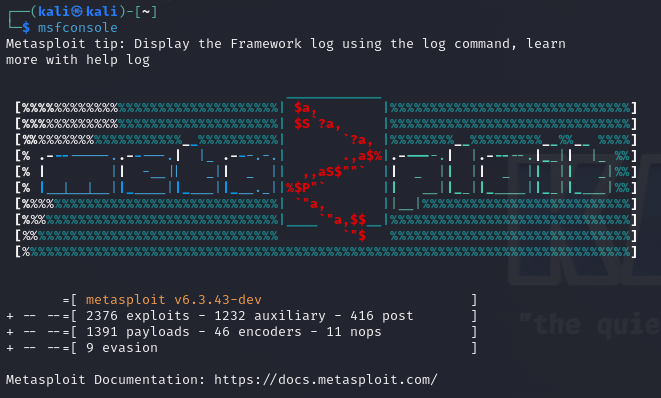 ┌──(kali㉿kali)-[~]
└─$ msfconsole
Metasploit tip: Display the Framework log using the log command, learn
more with help log
=[ metasploit v6.3.43-dev ]
+ -- --=[ 2376 exploits - 1232 auxiliary - 416 post ]
+ -- --=[ 1391 payloads - 46 encoders - 11 nops ]
+ -- --=[ 9 evasion ]
Metasploit Documentation: https://docs.metasploit.com/
"the quie